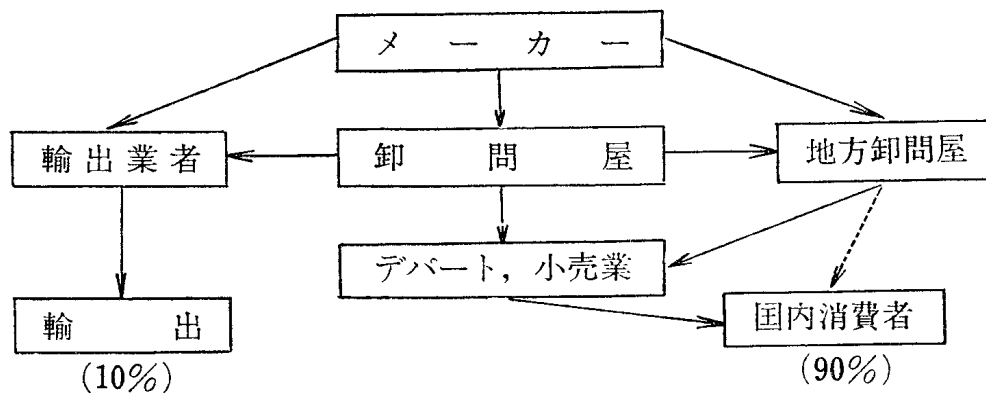 メーカー
輸出業者
卸問屋
地方卸問屋
デパート，小売業
輸出
国内消費者
(10%)
(90%)